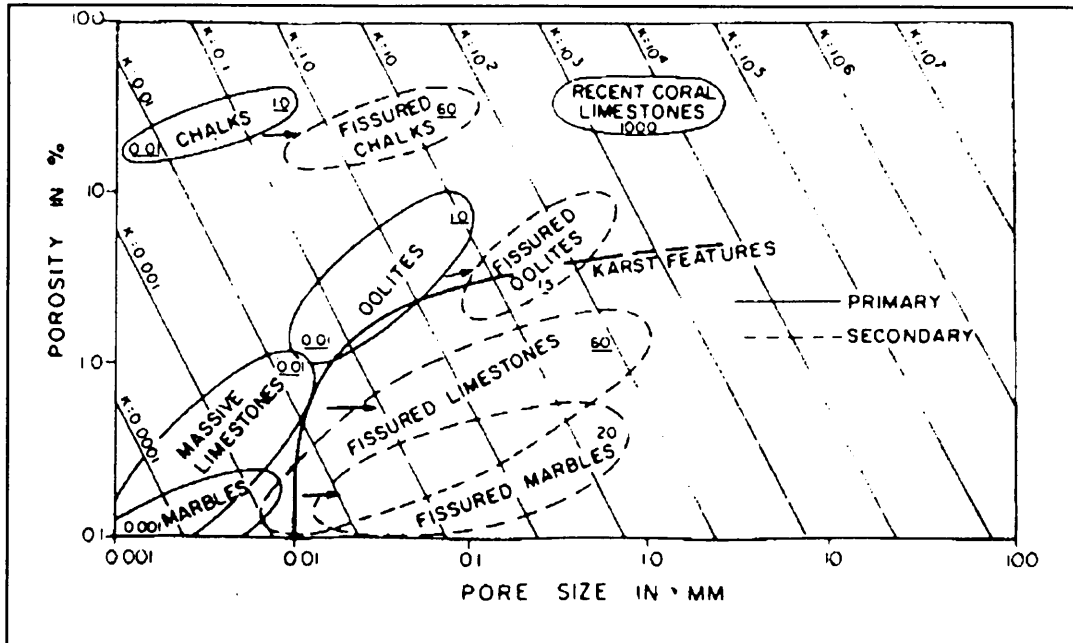 100
K:0.01
K:0.1
K:1.0
K:10
K:10²
K:10³
K:10⁴
K:10⁵
K:10⁶
K:10⁷
RECENT CORAL
LIMESTONES
1000
1.0
CHALKS
0.01
60
FISSURED
CHALKS
POROSITY IN %
10.0
K:0.001
1.0
OOLITES
0.01
FISSURED
OOLITES
1.5
KARST FEATURES
PRIMARY
SECONDARY
1.0
0.01
MASSIVE
LIMESTONES
60
FISSURED LIMESTONES
K:0.0001
20
FISSURED MARBLES
MARBLES
0.001
0.1
0.001
0.01
0.1
1.0
10
100
PORE SIZE IN MM